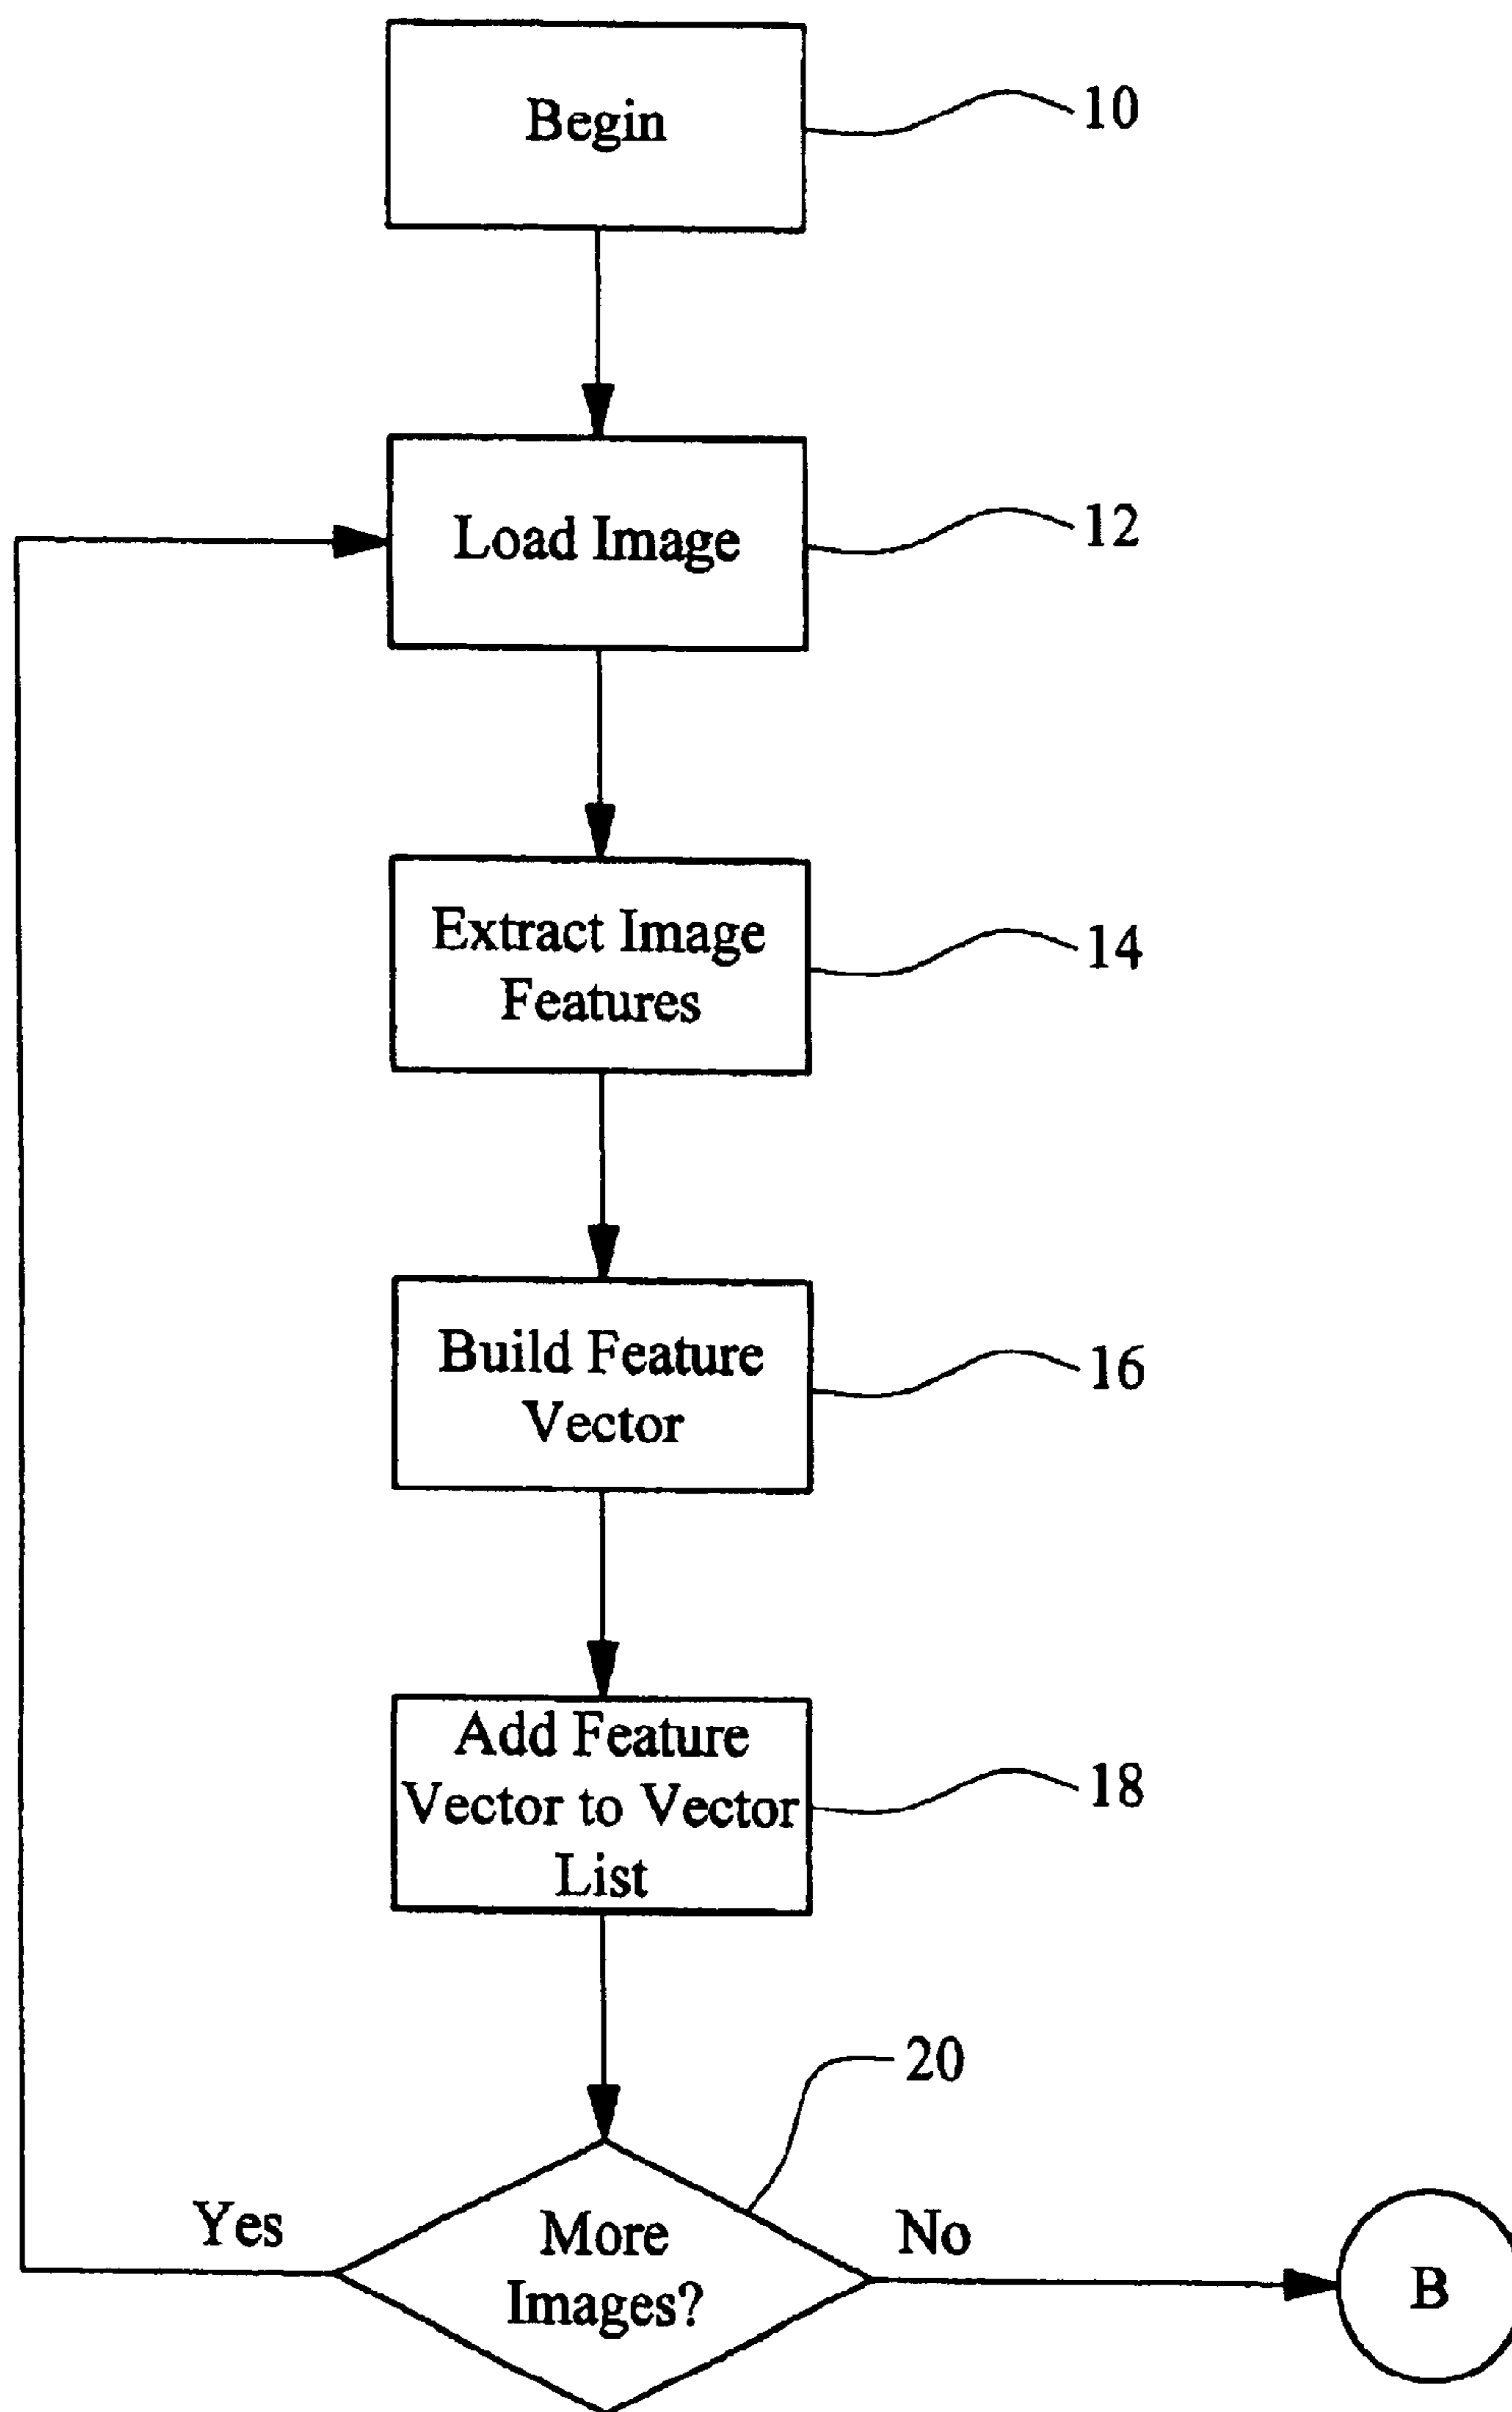 Begin
10
Load Image
12
Extract Image
Features
14
Build Feature
Vector
16
Add Feature
Vector to Vector
List
18
20
Yes
More
Images?
No
B